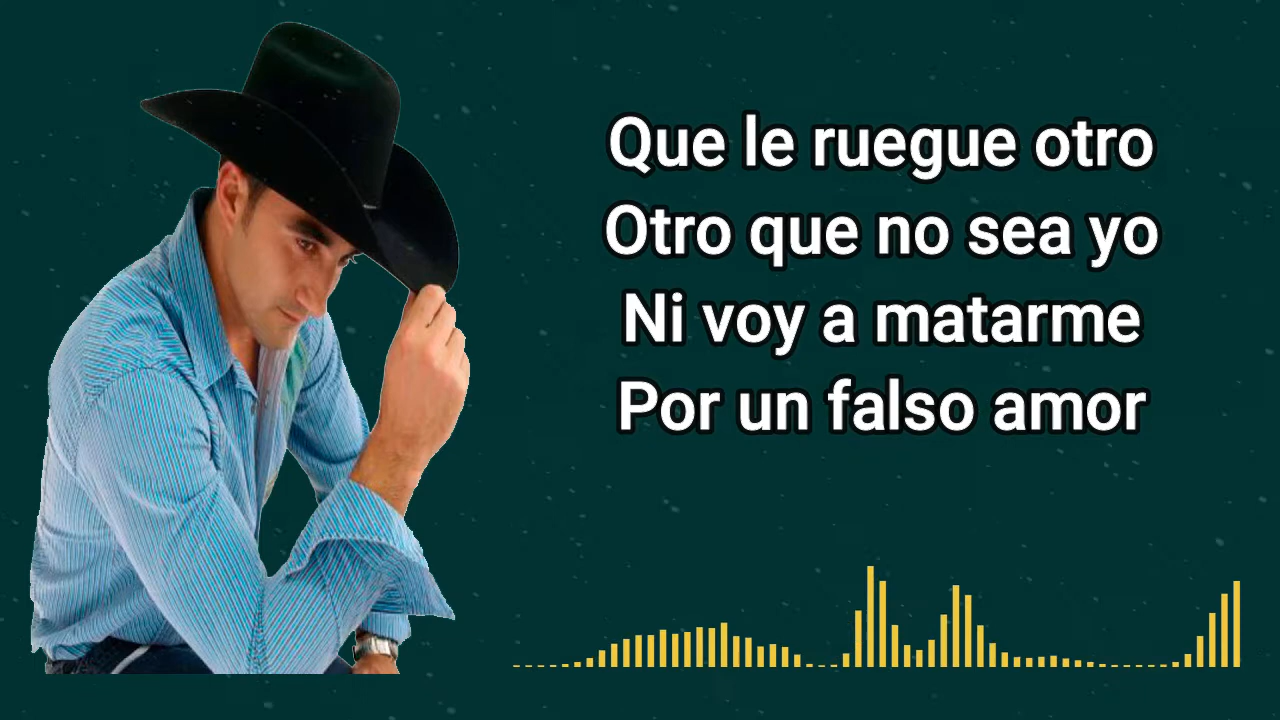 Que le ruegue otro
Otro que no sea yo
Ni voy a matarme
Por un falso amor